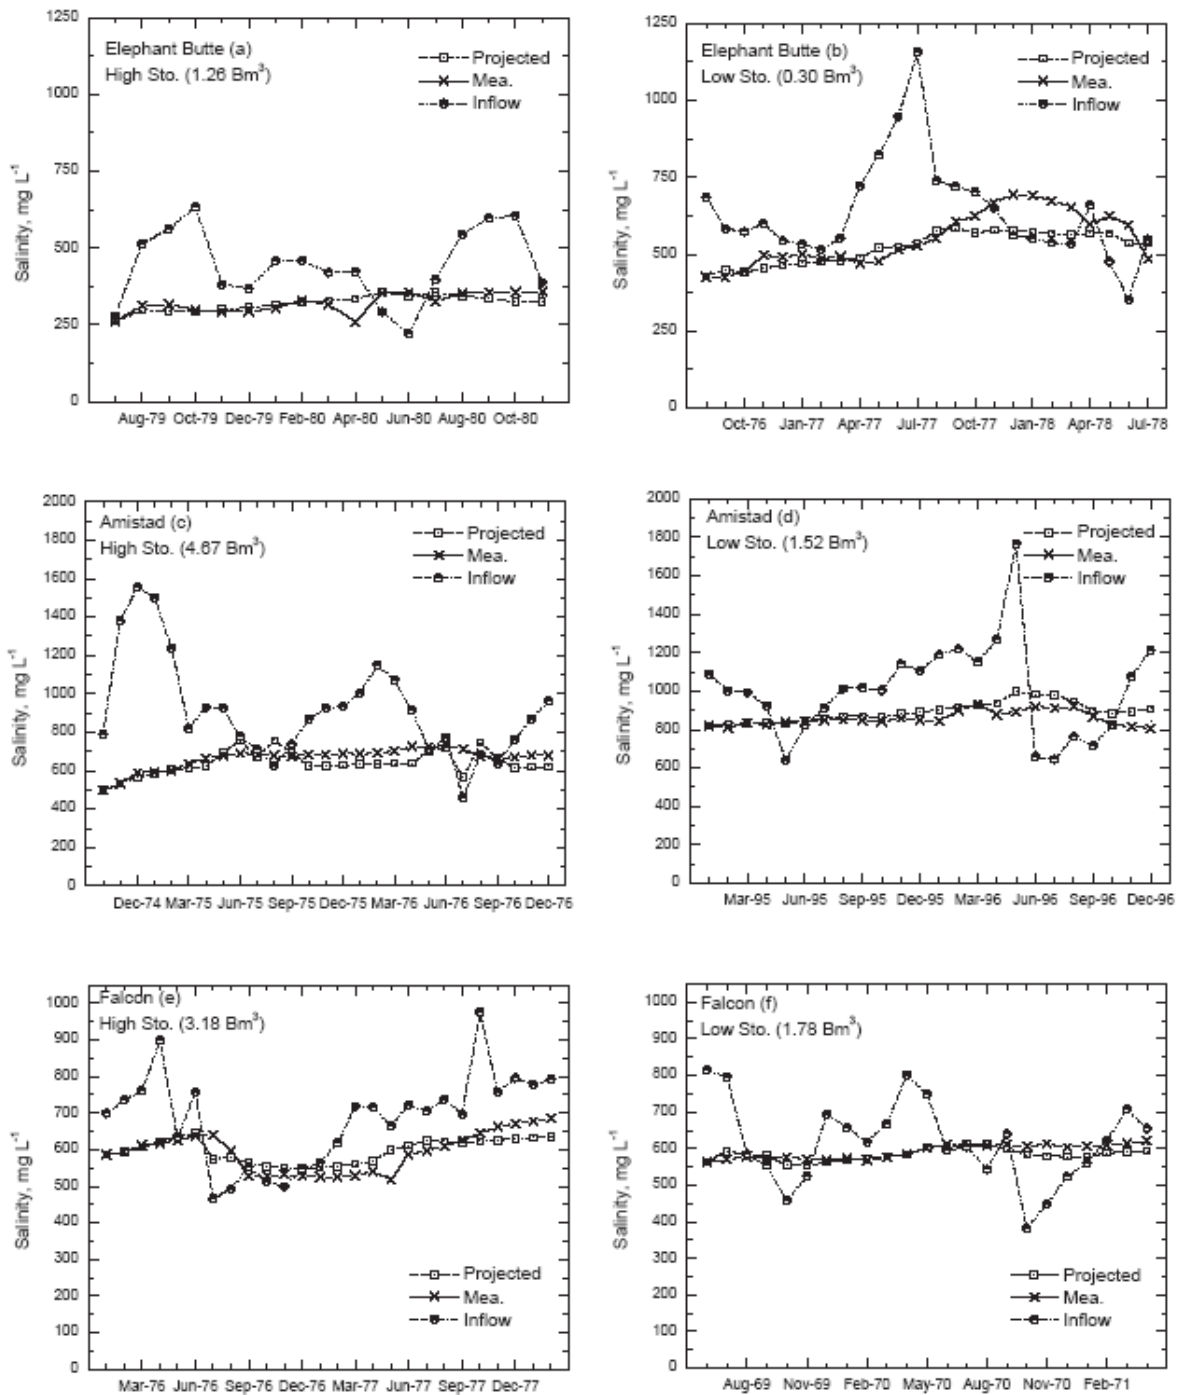 Elephant Butte (a)
High Sto. (1.26 Bm³)
Projected
Mea.
Inflow
Salinity, mg L⁻¹
1250
1000
750
500
250
0
Aug-79 Oct-79 Dec-79 Feb-80 Apr-80 Jun-80 Aug-80 Oct-80
Elephant Butte (b)
Low Sto. (0.30 Bm³)
Projected
Mea.
Inflow
Salinity, mg L⁻¹
1250
1000
750
500
250
0
Oct-76 Jan-77 Apr-77 Jul-77 Oct-77 Jan-78 Apr-78 Jul-78
Amistad (c)
High Sto. (4.67 Bm³)
Projected
Mea.
Inflow
Salinity, mg L⁻¹
2000
1800
1600
1400
1200
1000
800
600
400
200
0
Dec-74 Mar-75 Jun-75 Sep-75 Dec-75 Mar-76 Jun-76 Sep-76 Dec-76
Amistad (d)
Low Sto. (1.52 Bm³)
Projected
Mea.
Inflow
Salinity, mg L⁻¹
2000
1800
1600
1400
1200
1000
800
600
400
200
0
Mar-95 Jun-95 Sep-95 Dec-95 Mar-96 Jun-96 Sep-96 Dec-96
Falcon (e)
High Sto. (3.18 Bm³)
Projected
Mea.
Inflow
Salinity, mg L⁻¹
1000
900
800
700
600
500
400
300
200
100
0
Mar-76 Jun-76 Sep-76 Dec-76 Mar-77 Jun-77 Sep-77 Dec-77
Falcon (f)
Low Sto. (1.78 Bm³)
Projected
Mea.
Inflow
Salinity, mg L⁻¹
1000
900
800
700
600
500
400
300
200
100
0
Aug-69 Nov-69 Feb-70 May-70 Aug-70 Nov-70 Feb-71